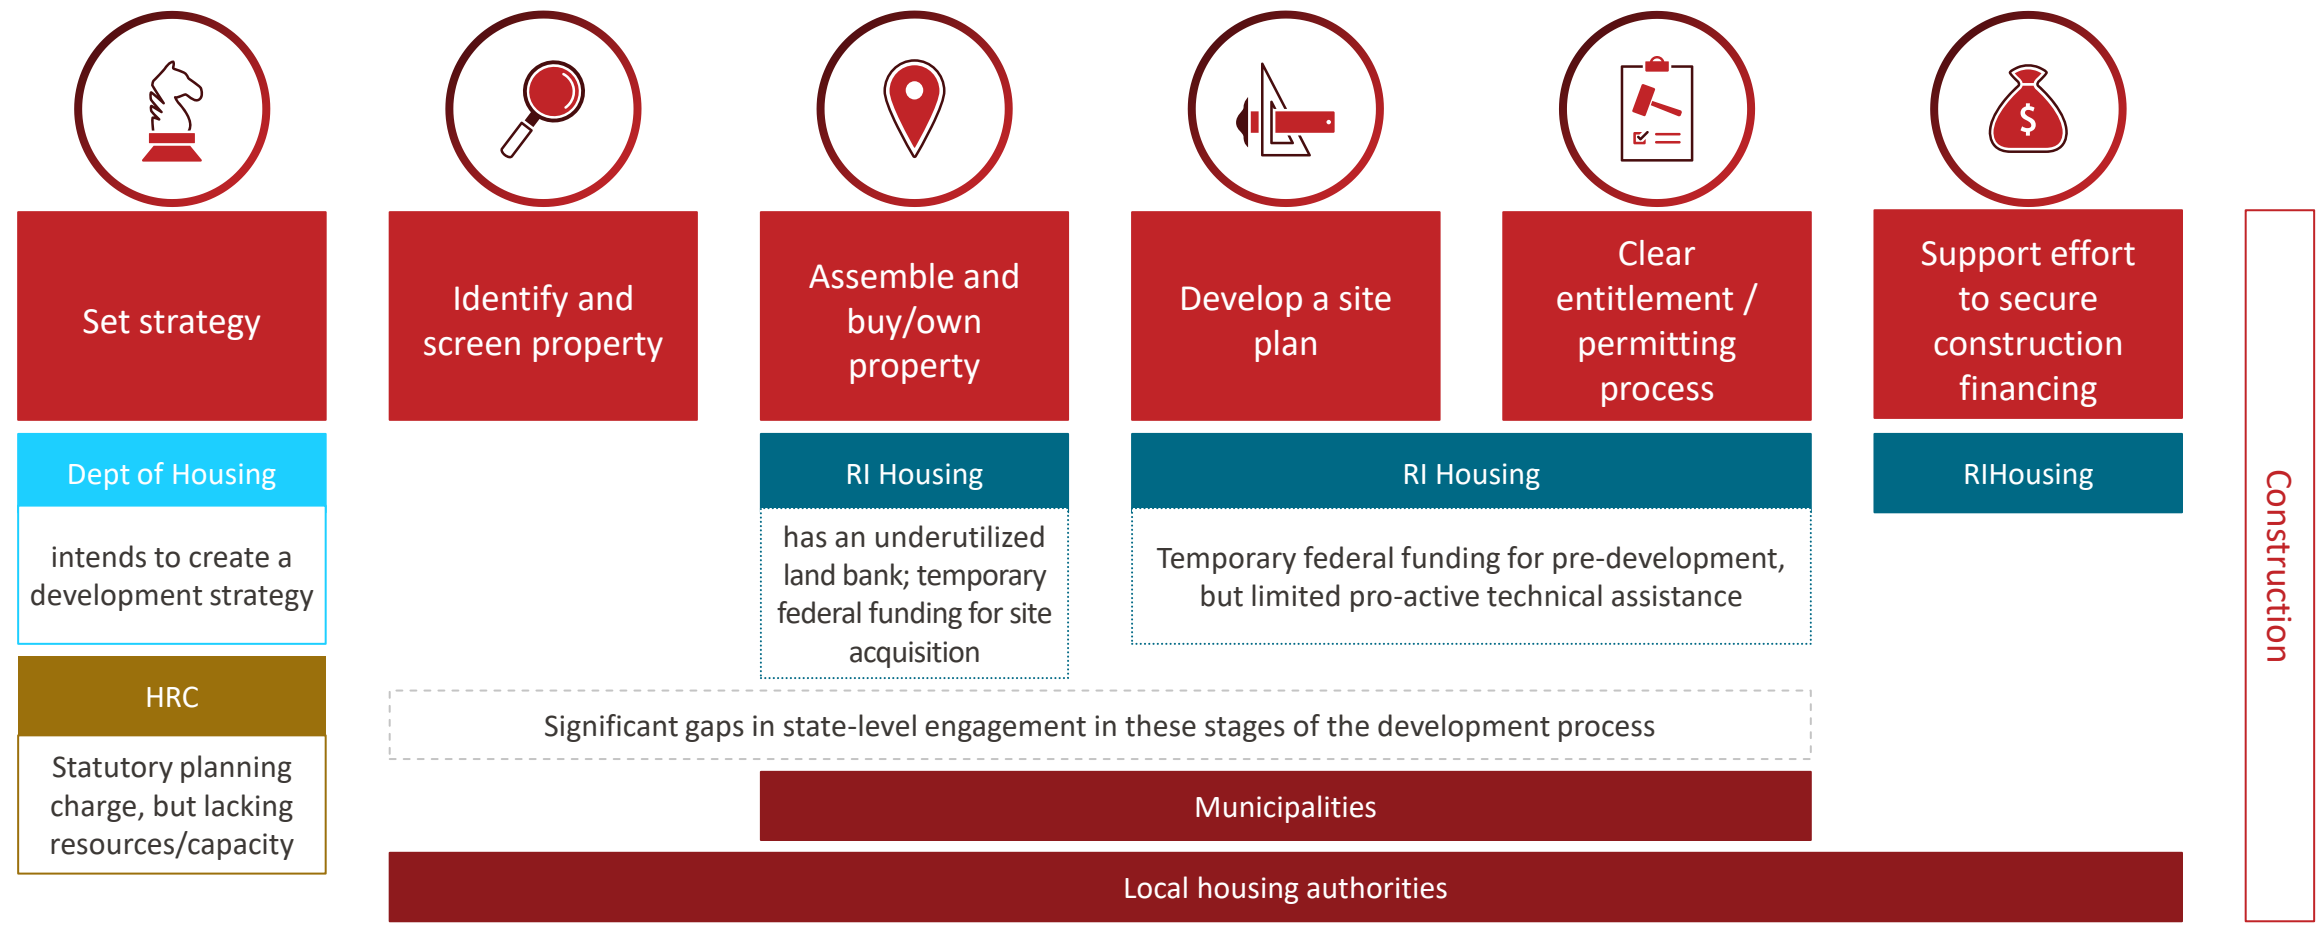 Set strategy
Identify and
screen property
Assemble and
buy/own
property
Develop a site
plan
Clear
entitlement /
permitting
process
Support effort
to secure
construction
financing
Dept of Housing
intends to create a
development strategy
HRC
Statutory planning
charge, but lacking
resources/capacity
RI Housing
has an underutilized
land bank; temporary
federal funding for site
acquisition
RI Housing
Temporary federal funding for pre-development,
but limited pro-active technical assistance
RIHousing
Significant gaps in state-level engagement in these stages of the development process
Municipalities
Local housing authorities
Construction
$